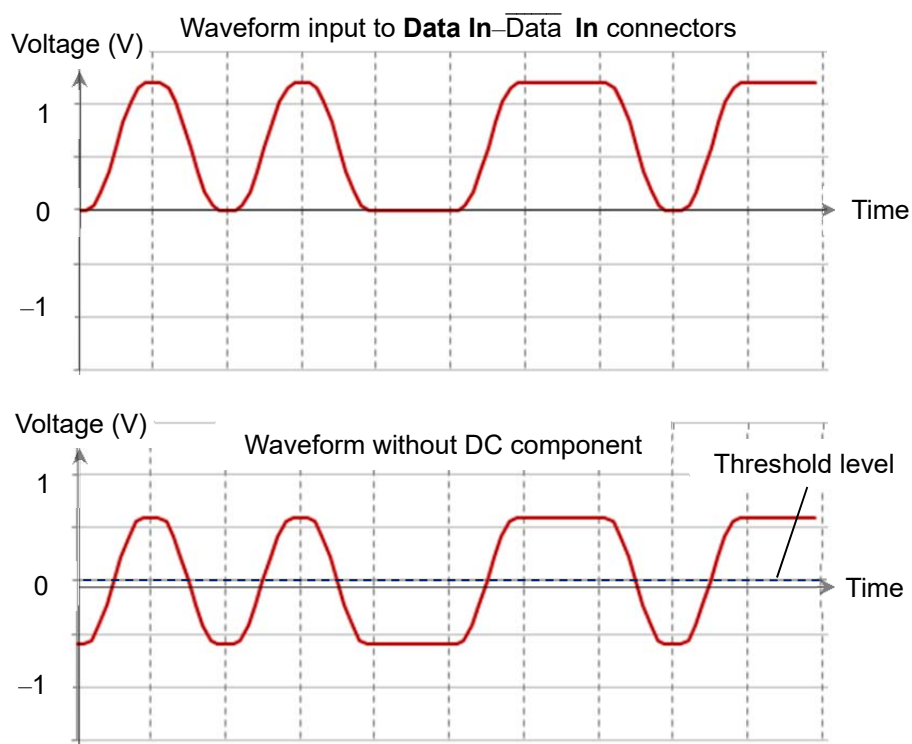 Waveform input to Data In–Data In connectors
Voltage (V)
1
0
Time
–1
Voltage (V)
Waveform without DC component
Threshold level
1
0
Time
–1